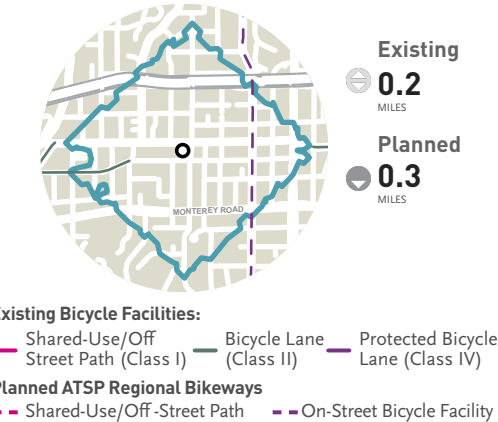 Existing
0.2
MILES
Planned
0.3
MILES
MONTEREY ROAD
xisting Bicycle Facilities:
Shared-Use/Off
Street Path (Class I)
Bicycle Lane
(Class II)
Protected Bicycle
Lane (Class IV)
lanned ATSP Regional Bikeways
Shared-Use/Off-Street Path
On-Street Bicycle Facility